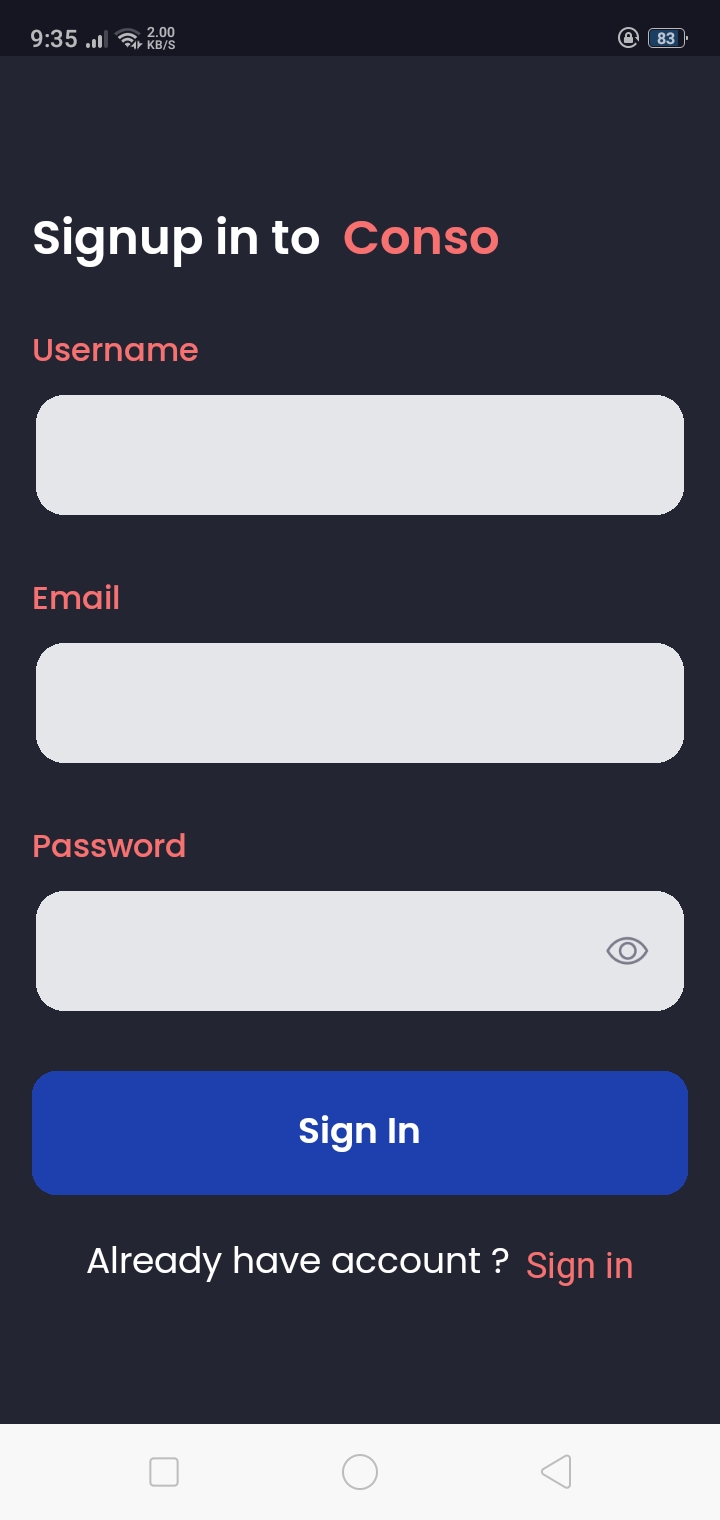 9:35 2.00 KB/S 83
Signup in to Conso
Username
Email
Password
Sign In
Already have account ? Sign in